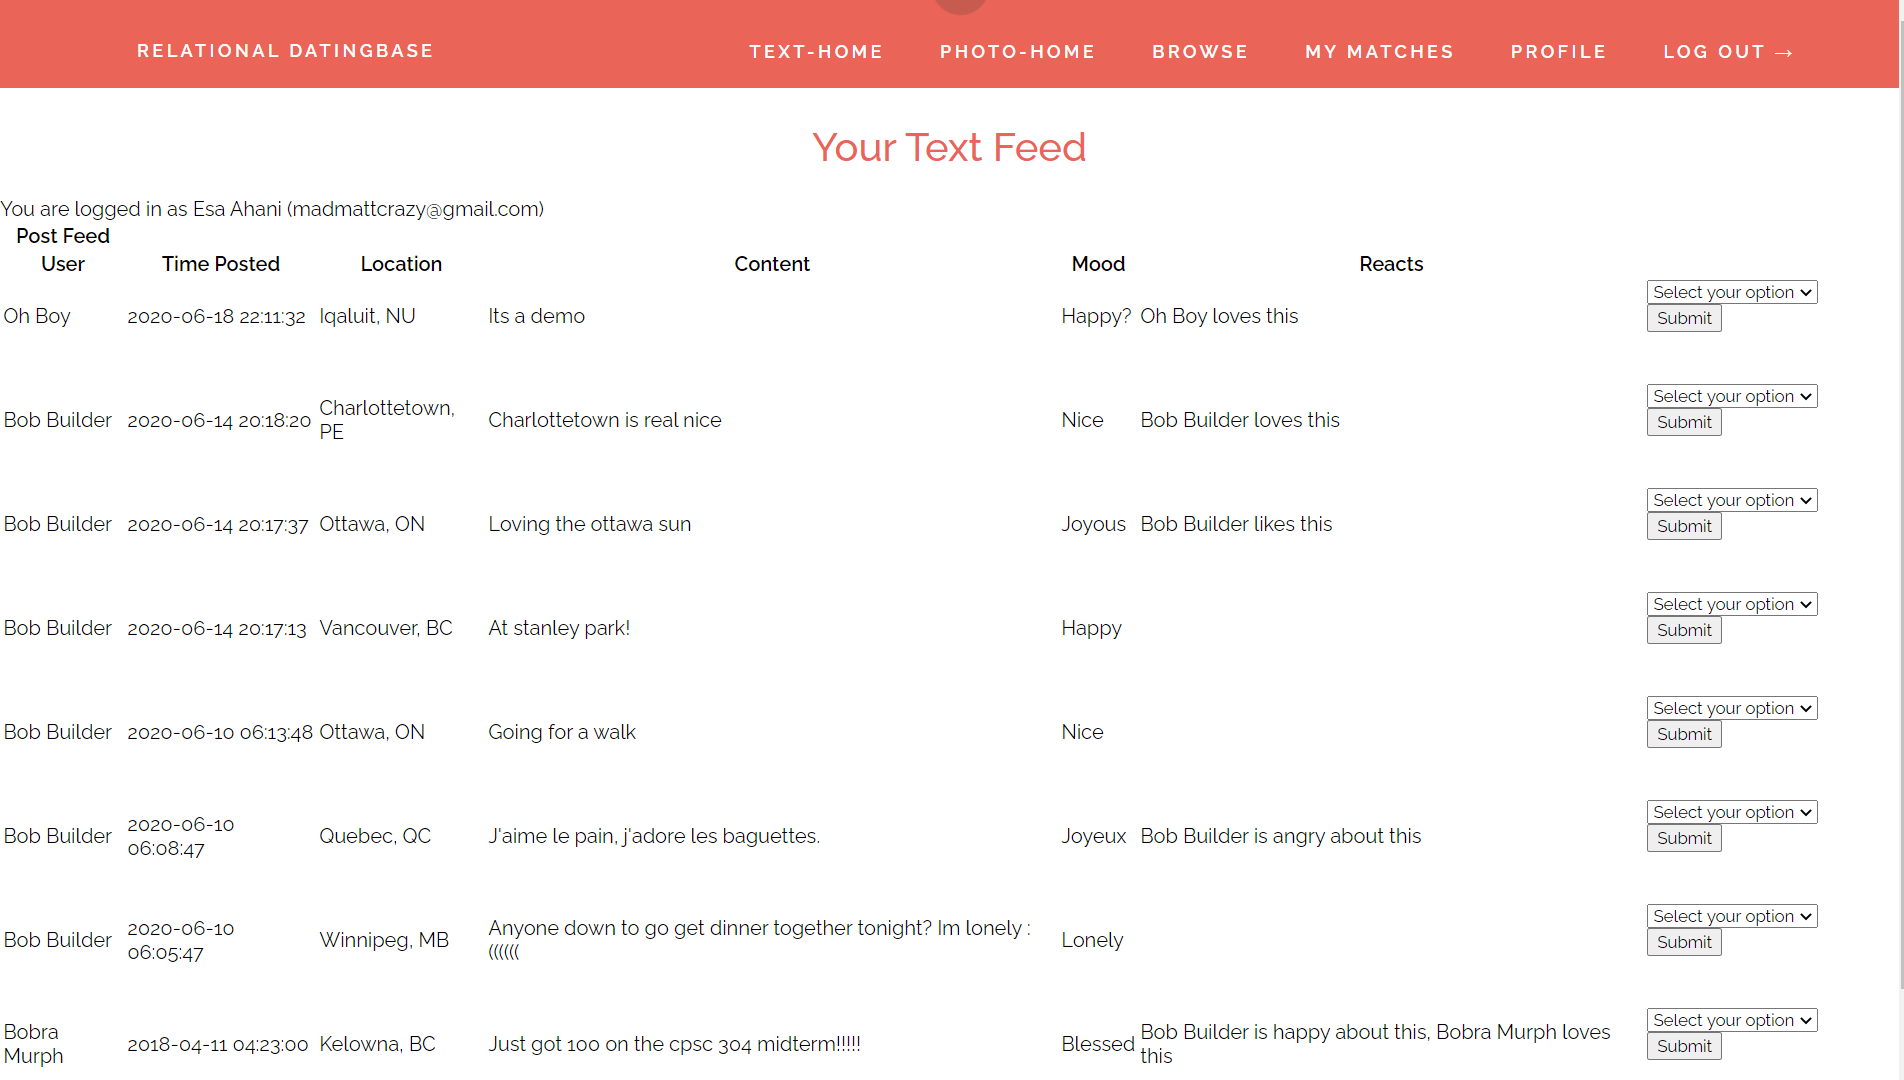 RELATIONAL DATINGBASE TEXT-HOME PHOTO-HOME BROWSE MY MATCHES PROFILE LOG OUT →
Your Text Feed
You are logged in as Esa Ahani (madmattcrazy@gmail.com)
Post Feed
User Time Posted Location Content Mood Reacts
Select your option
Oh Boy 2020-06-18 22:11:32 Iqaluit, NU Its a demo Happy? Oh Boy loves this
Submit
Select your option
Bob Builder 2020-06-14 20:18:20 Charlottetown, PE Charlottetown is real nice Nice Bob Builder loves this
Submit
Select your option
Bob Builder 2020-06-14 20:17:37 Ottawa, ON Loving the ottawa sun Joyous Bob Builder likes this
Submit
Select your option
Bob Builder 2020-06-14 20:17:13 Vancouver, BC At stanley park! Happy
Submit
Select your option
Bob Builder 2020-06-10 06:13:48 Ottawa, ON Going for a walk Nice
Submit
Select your option
Bob Builder 2020-06-10 06:08:47 Quebec, QC J'aime le pain, j'adore les baguettes. Joyeux Bob Builder is angry about this
Submit
Select your option
Bob Builder 2020-06-10 06:05:47 Winnipeg, MB Anyone down to go get dinner together tonight? Im lonely :
(((((( Lonely
Submit
Select your option
Bobra Murph 2018-04-11 04:23:00 Kelowna, BC Just got 100 on the cpsc 304 midterm!!!!! Blessed Bob Builder is happy about this, Bobra Murph loves
this
Submit